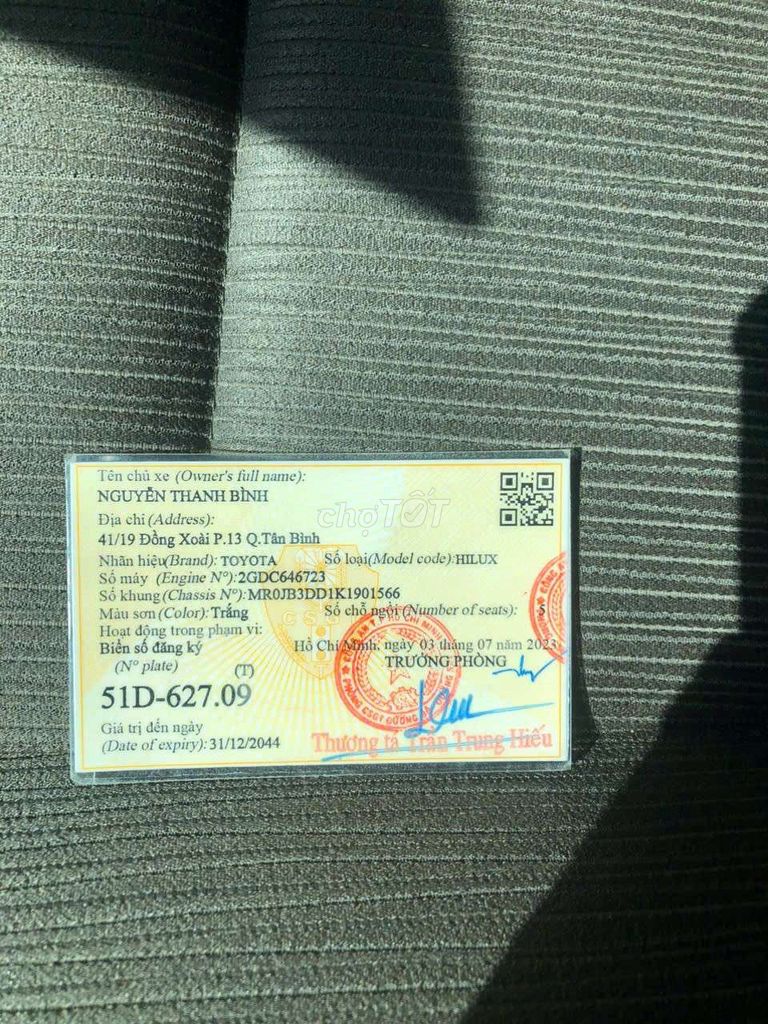 Tên chủ xe (Owner's full name):
NGUYỄN THANH BÌNH
Địa chỉ (Address):
41/19 Đồng Xoài P.13 Q.Tân Bình
Nhãn hiệu(Brand): TOYOTA Số loại(Model code):HILUX
Số máy (Engine Nº):2GDC646723
Số khung(Chassis Nº):MR0JB3DD1K1901566
Màu sơn(Color):Trắng Số chỗ ngồi(Number of seats): 5
Hoạt động trong phạm vi:
Biển số đăng ký Hồ Chí Minh, ngày 03 tháng 07 năm 2023
(Nº plate) (T) TRƯỞNG PHÒNG
51D-627.09
Giá trị đến ngày
(Date of expiry):31/12/2044
Thượng tá Trần Trung Hiếu
chợTỐT